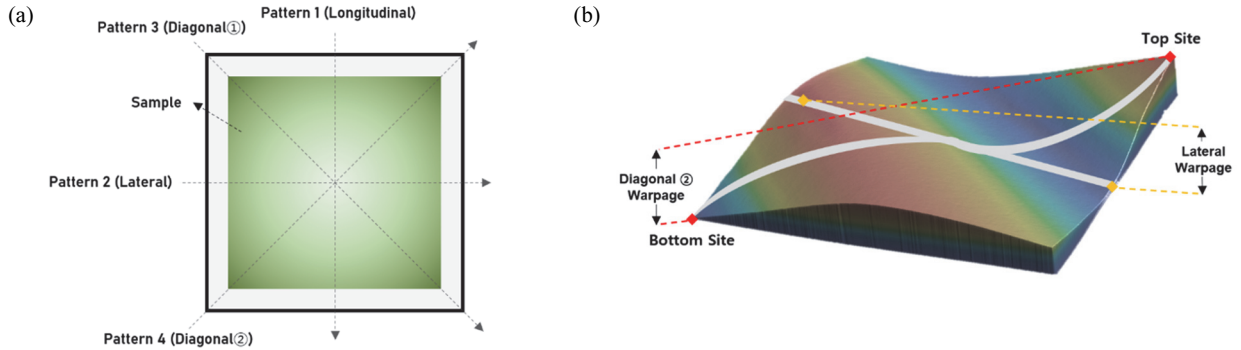 (a)
Pattern 1 (Longitudinal)
Pattern 3 (Diagonal①)
Sample
Pattern 2 (Lateral)
Pattern 4 (Diagonal②)
(b)
Top Site
Diagonal ②
Warpage
Lateral
Warpage
Bottom Site